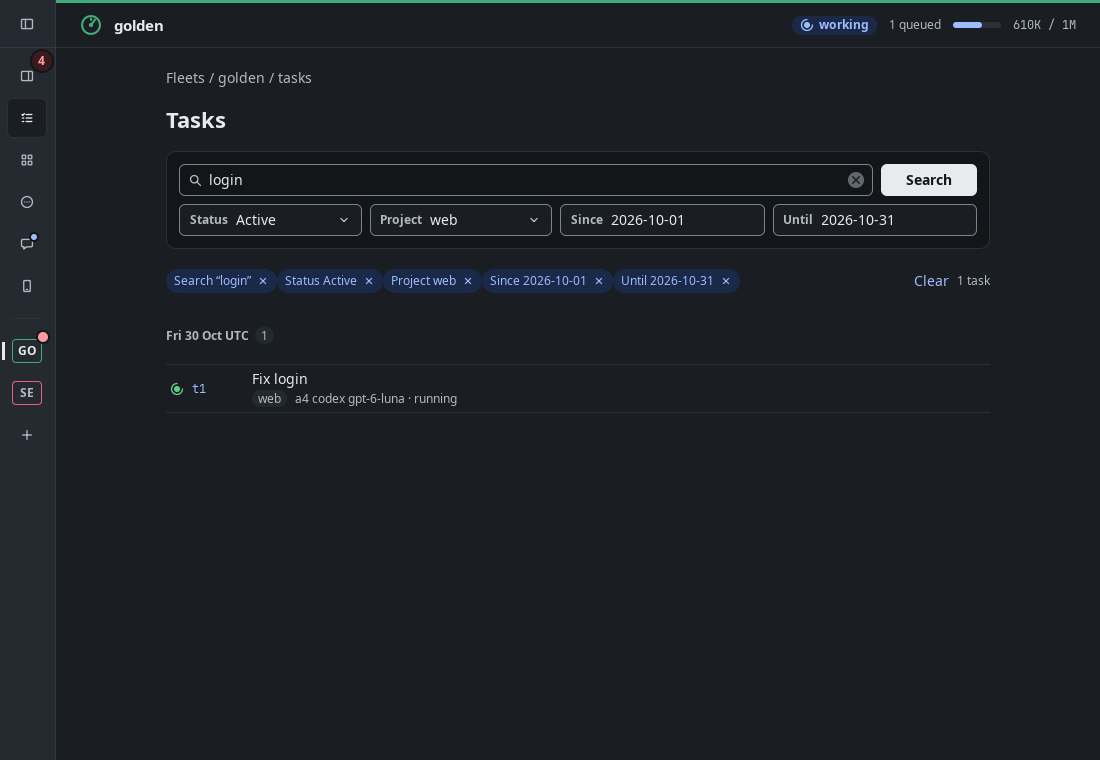 golden
working
1 queued
610K / 1M
4
Fleets / golden / tasks
Tasks
login
Search
Status Active
Project web
Since 2026-10-01
Until 2026-10-31
Search “login” ×
Status Active ×
Project web ×
Since 2026-10-01 ×
Until 2026-10-31 ×
Clear
1 task
Fri 30 Oct UTC 1
GO
t1
Fix login
web a4 codex gpt-6-luna · running
SE